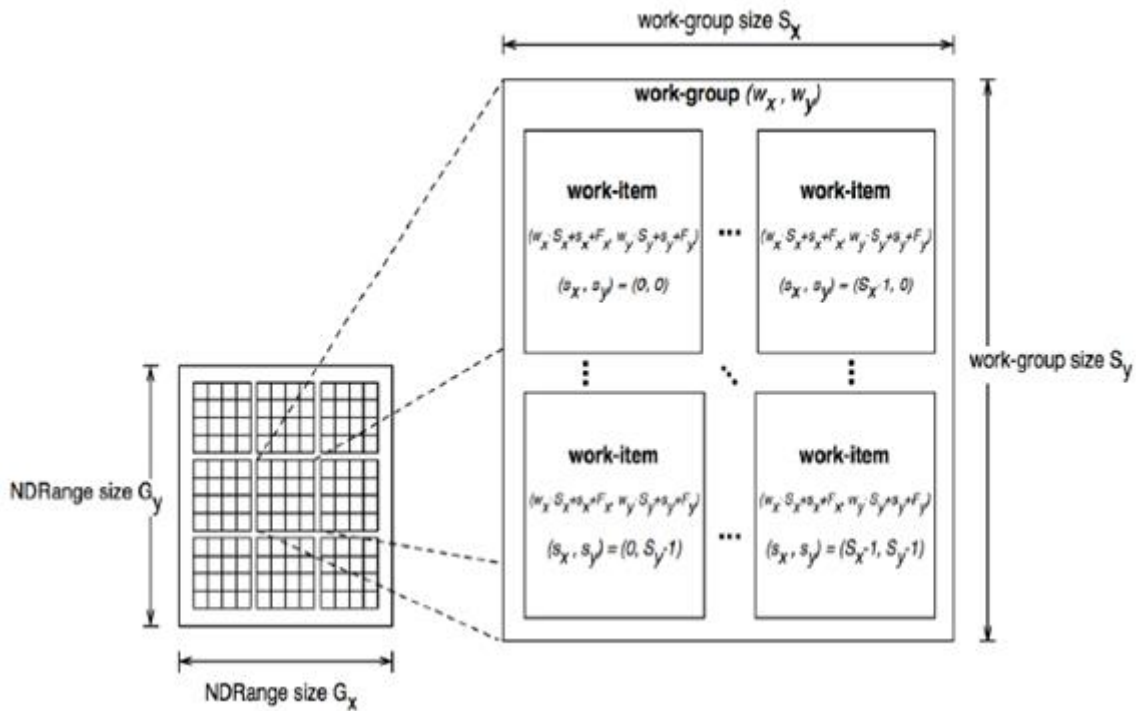 work-group size Sx
work-group (wx , wy)
work-item
(wx·Sx+sx+Fx, wy·Sy+sy+Fy)
(sx , sy) = (0, 0)
...
work-item
(wx·Sx+sx+Fx, wy·Sy+sy+Fy)
(sx , sy) = (Sx-1, 0)
work-group size Sy
work-item
(wx·Sx+sx+Fx, wy·Sy+sy+Fy)
(sx , sy) = (0, Sy-1)
...
work-item
(wx·Sx+sx+Fx, wy·Sy+sy+Fy)
(sx , sy) = (Sx-1, Sy-1)
NDRange size Gy
NDRange size Gx